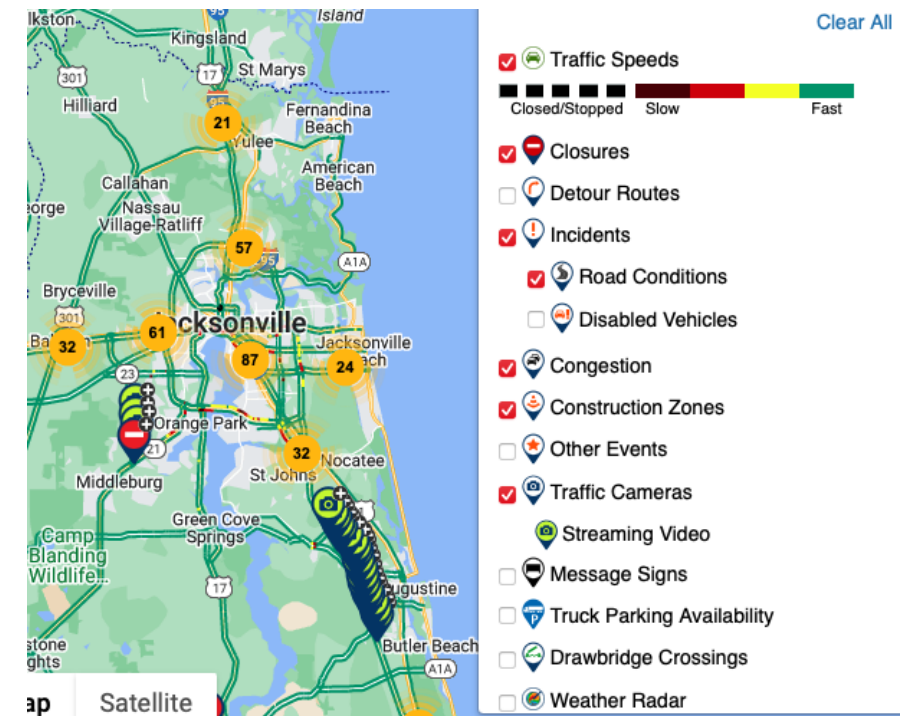 lkston
95
Island
Kingsland
17
St Marys
301
Hilliard
95
Fernandina
Beach
21
Yulee
American
Beach
Callahan
eorge
Nassau
Village-Ratliff
57
95
A1A
Bryceville
301
Jacksonville
61
32
87
Jacksonville
ach
24
23
Orange Park
21
32
Nocatee
St Johns
Middleburg
Green Cove
Springs
1
Camp
Blanding
Wildlife...
17
ugustine
stone
ghts
Butler Beach
A1A
ap
Satellite
Clear All
Traffic Speeds
Closed/Stopped
Slow
Fast
Closures
Detour Routes
Incidents
Road Conditions
Disabled Vehicles
Congestion
Construction Zones
Other Events
Traffic Cameras
Streaming Video
Message Signs
P
Truck Parking Availability
Drawbridge Crossings
Weather Radar